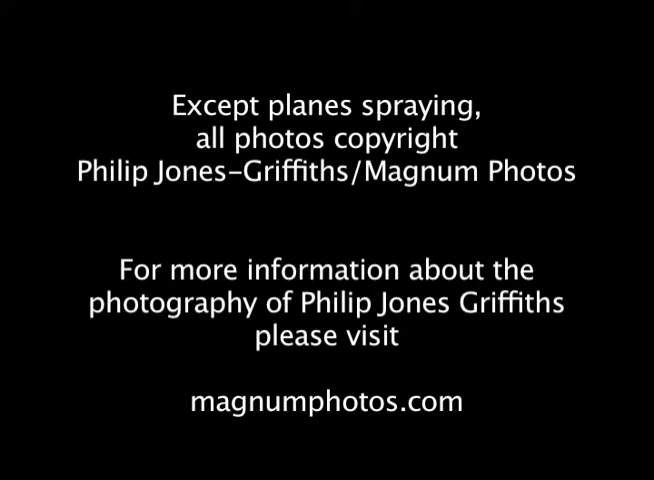 Except planes spraying,
all photos copyright
Philip Jones-Griffiths/Magnum Photos
For more information about the
photography of Philip Jones Griffiths
please visit
magnumphotos.com